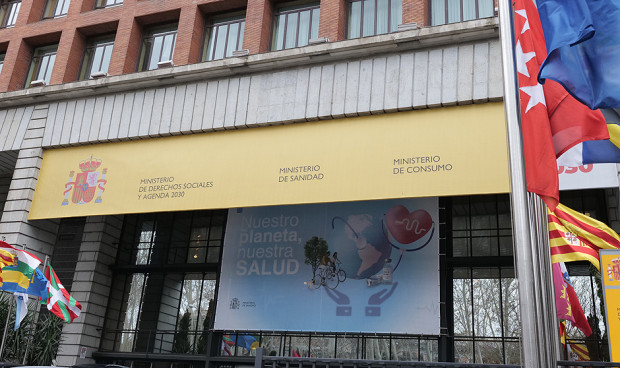 MINISTERIO
DE DERECHOS SOCIALES
Y AGENDA 2030
MINISTERIO
DE SANIDAD
MINISTERIO
DE CONSUMO
Nuestro
planeta,
nuestra
SALUD